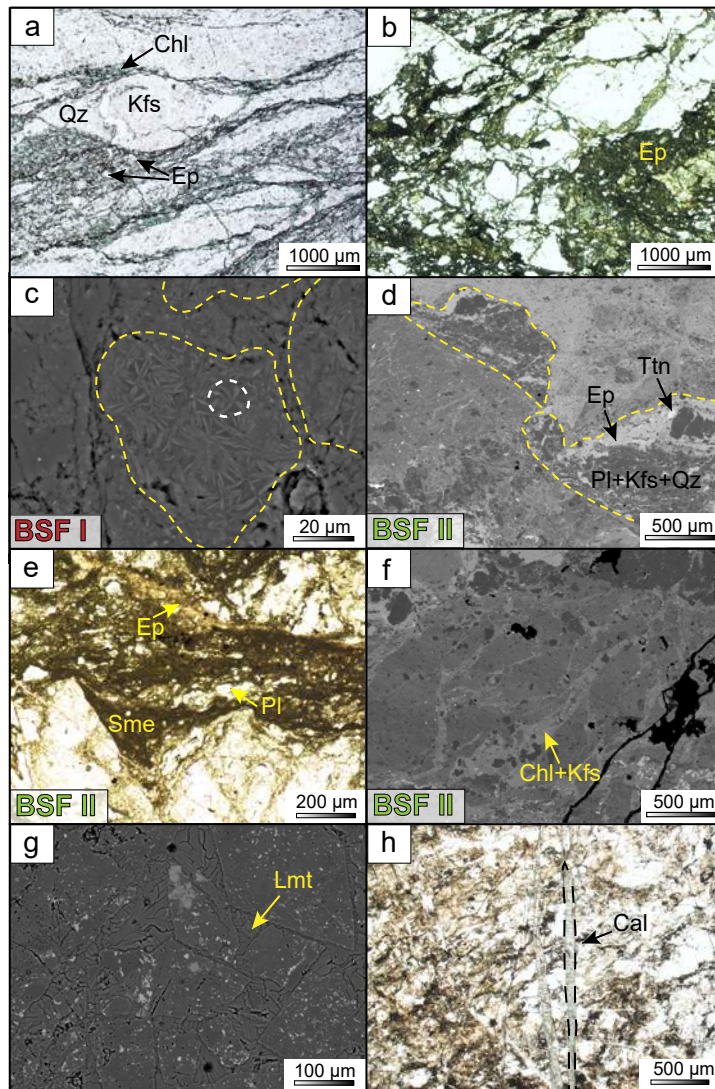 a
Chl
Qz
Kfs
Ep
1000 µm
b
Ep
1000 µm
c
BSF I
20 µm
d
Ttn
Ep
Pl+Kfs+Qz
BSF II
500 µm
e
Ep
Pl
Sme
BSF II
200 µm
f
Chl+Kfs
BSF II
500 µm
g
Lmt
100 µm
h
Cal
500 µm